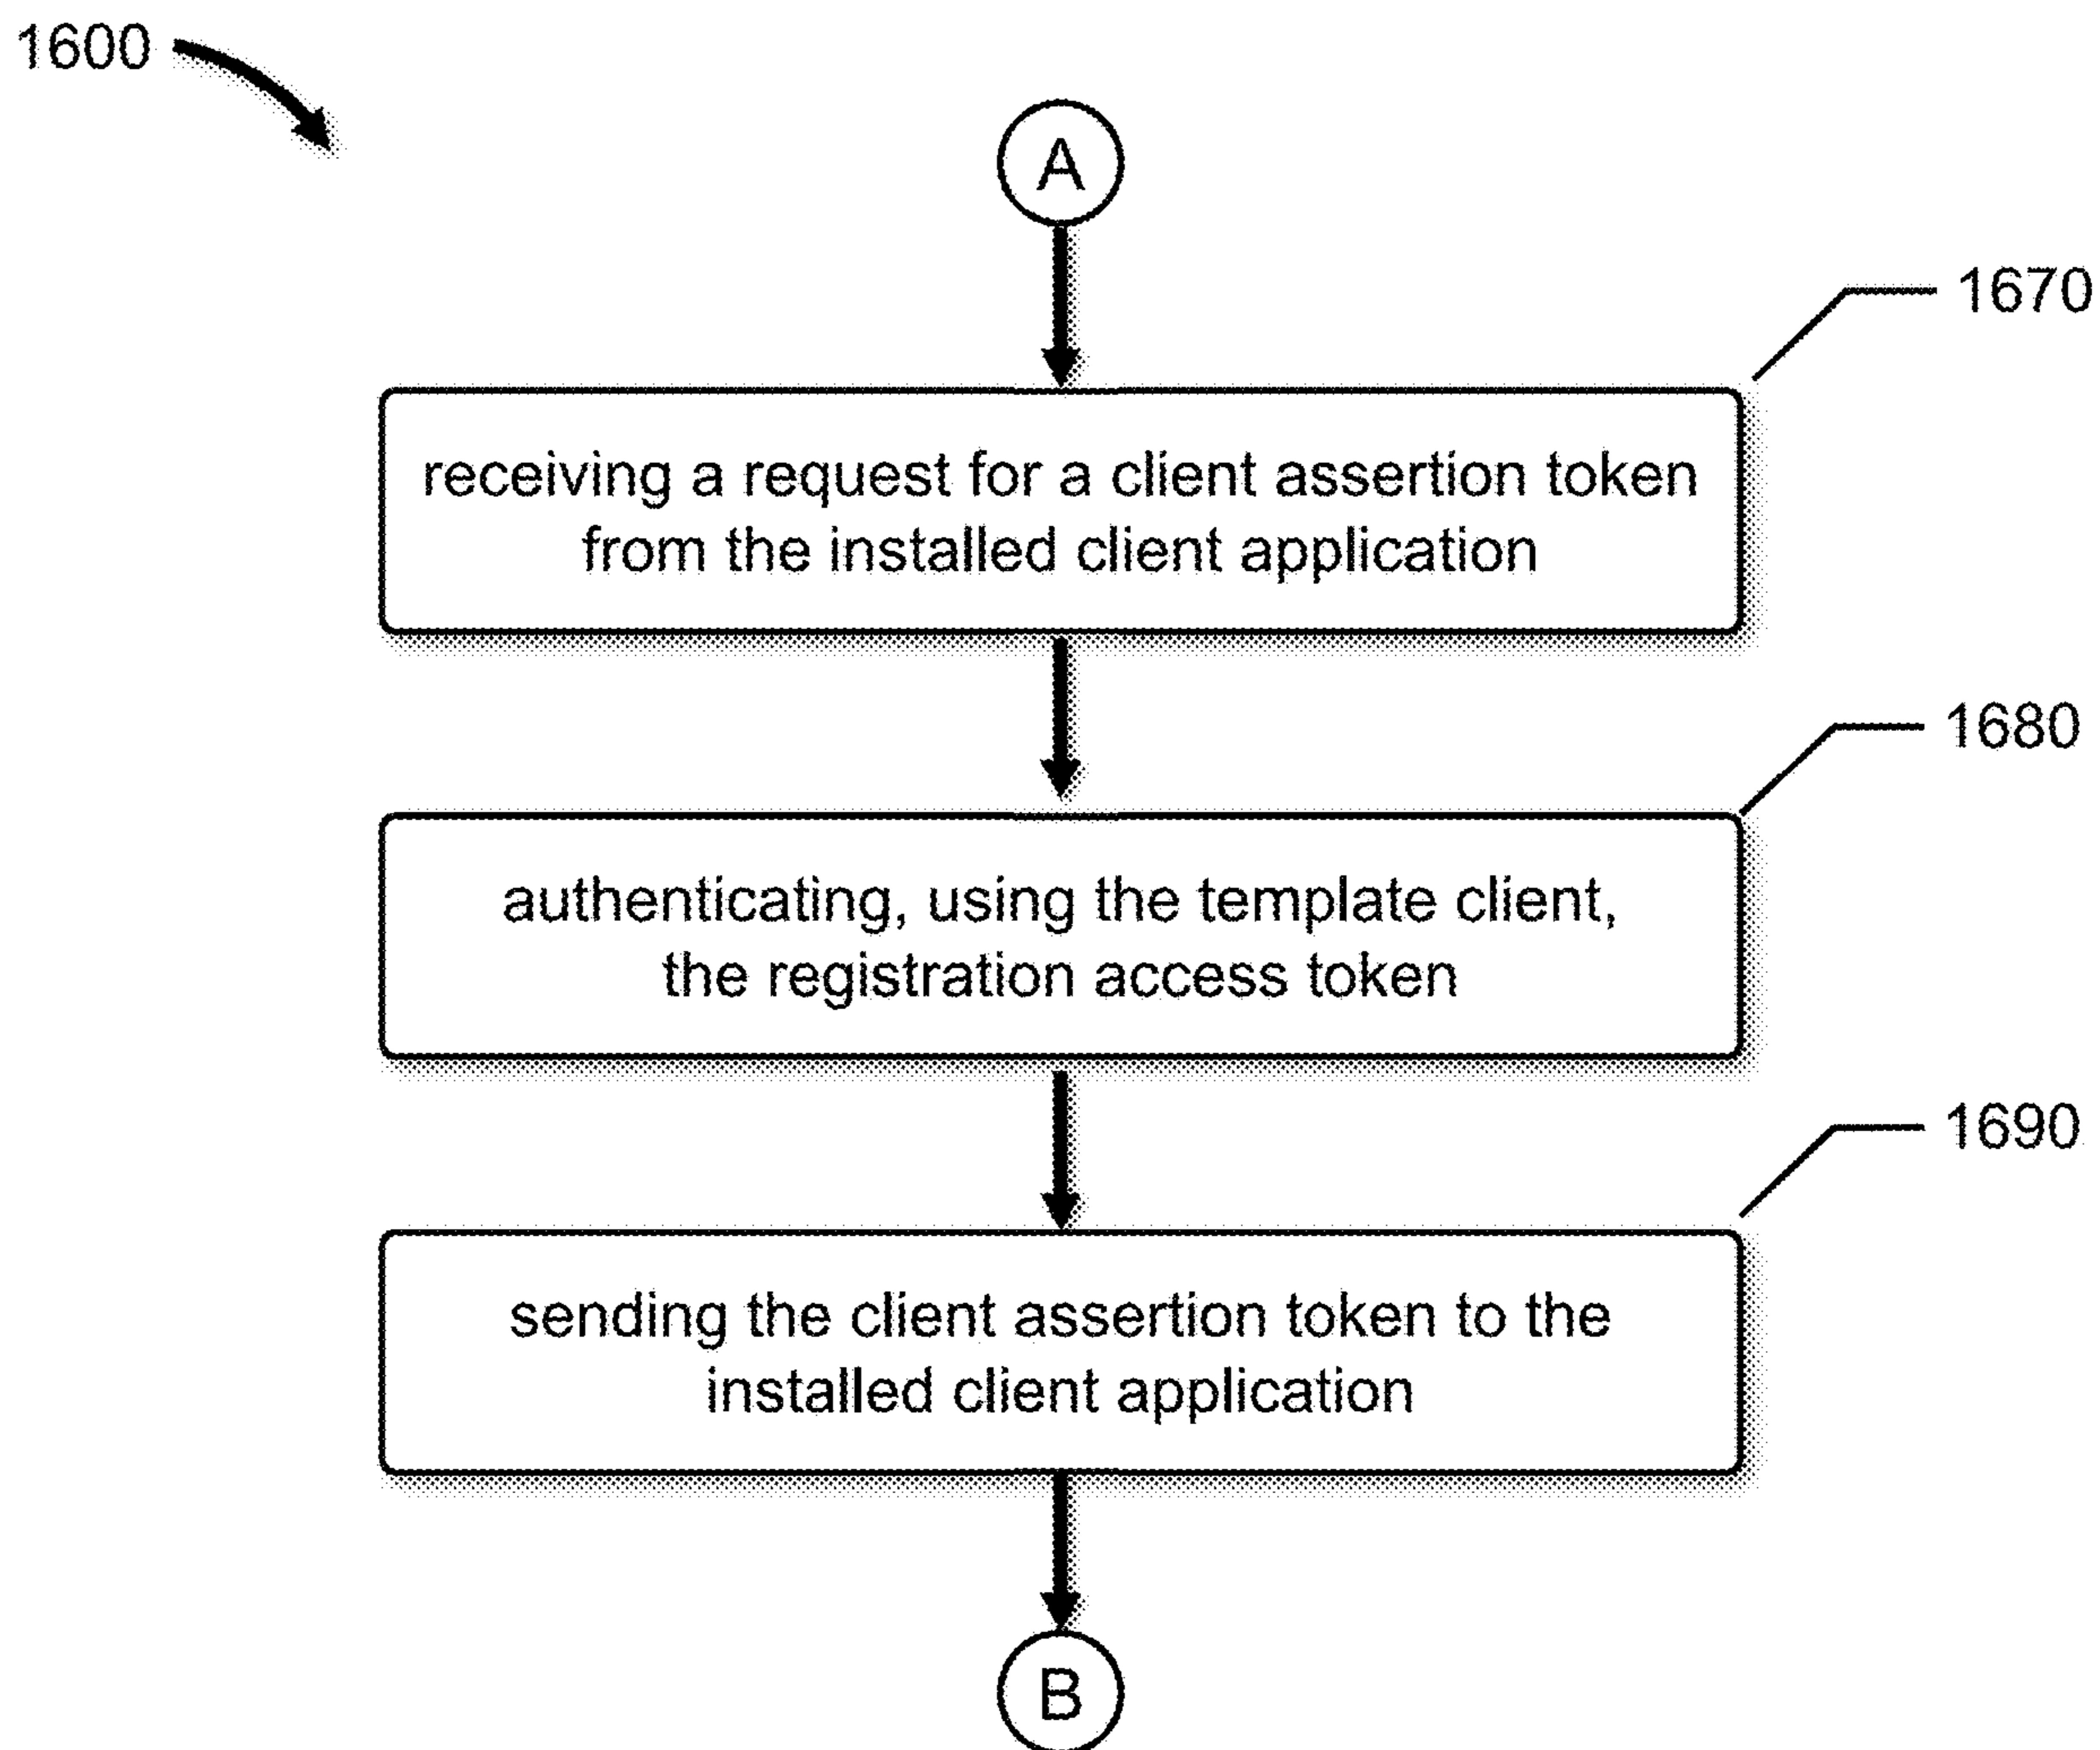 1600
A
1670
receiving a request for a client assertion token
from the installed client application
1680
authenticating, using the template client,
the registration access token
1690
sending the client assertion token to the
installed client application
B